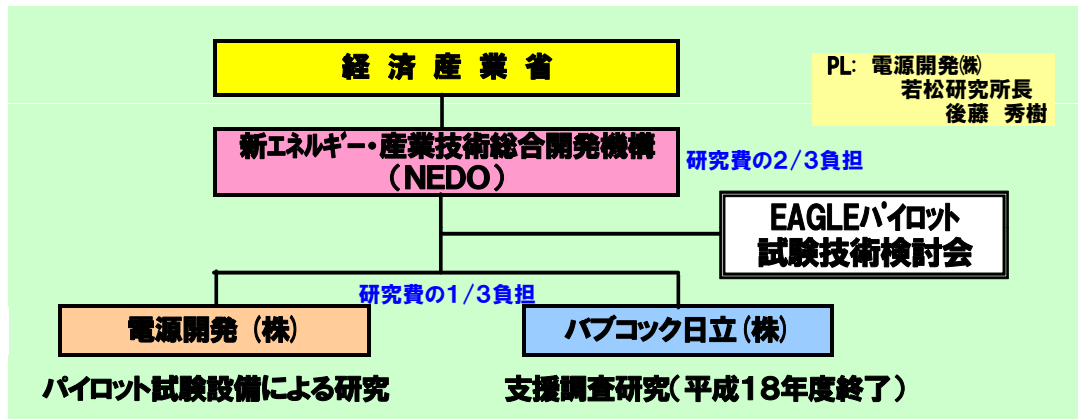 経 済 産 業 省
PL: 電源開発㈱
若松研究所長
後藤 秀樹
新エネルギー・産業技術総合開発機構
(NEDO)
研究費の2/3負担
EAGLEパイロット
試験技術検討会
研究費の1/3負担
電源開発 (株)
バブコック日立(株)
パイロット試験設備による研究
支援調査研究(平成18年度終了)